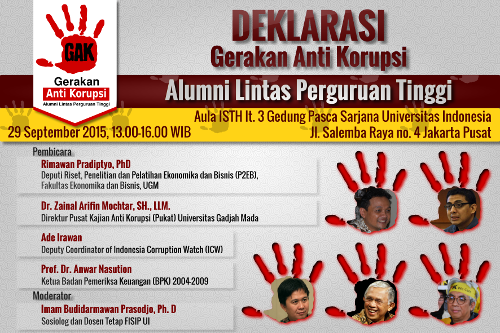 GAK
Gerakan
Anti Korupsi
Alumni Lintas Perguruan Tinggi
DEKLARASI
Gerakan Anti Korupsi
Alumni Lintas Perguruan Tinggi
Aula ISTH lt. 3 Gedung Pasca Sarjana Universitas Indonesia
29 September 2015, 13.00-16.00 WIB
Jl. Salemba Raya no. 4 Jakarta Pusat
Pembicara
Rimawan Pradiptyo, PhD
Deputi Riset, Penelitian dan Pelatihan Ekonomika dan Bisnis (P2EB),
Fakultas Ekonomika dan Bisnis, UGM
Dr. Zainal Arifin Mochtar, SH., LLM.
Direktur Pusat Kajian Anti Korupsi (Pukat) Universitas Gadjah Mada
Ade Irawan
Deputy Coordinator of Indonesia Corruption Watch (ICW)
Prof. Dr. Anwar Nasution
Ketua Badan Pemeriksa Keuangan (BPK) 2004-2009
Moderator
Imam Budidarmawan Prasodjo, Ph. D
Sosiolog dan Dosen Tetap FISIP UI